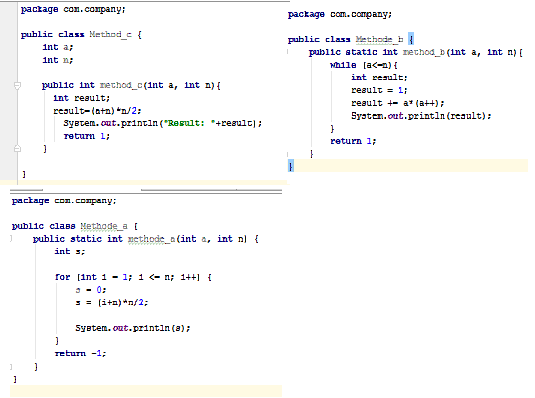 package com.company;
public class Method_c {
int a;
int n;
public int method_c(int a, int n){
int result;
result=(a+n)*n/2;
System.out.println("Result: "+result);
return 1;
}
}
package com.company;
public class Methode_b {
public static int method_b(int a, int n){
while (a<=n){
int result;
result = 1;
result += a*(a++);
System.out.println(result);
}
return 1;
}
}
package com.company;
public class Methode_a {
public static int methode_a(int a, int n) {
int s;
for (int i = 1; i <= n; i++) {
s = 0;
s = (i+n)*n/2;
System.out.println(s);
}
return -1;
}
}